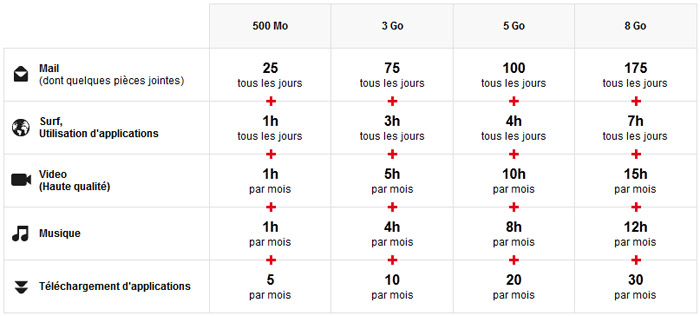 500 Mo 3 Go 5 Go 8 Go
Mail 25 75 100 175
(dont quelques pièces jointes) tous les jours tous les jours tous les jours tous les jours
+ + + +
Surf, 1h 3h 4h 7h
Utilisation d'applications tous les jours tous les jours tous les jours tous les jours
+ + + +
Video 1h 5h 10h 15h
(Haute qualité) par mois par mois par mois par mois
+ + + +
Musique 1h 4h 8h 12h
par mois par mois par mois par mois
+ + + +
Téléchargement d'applications 5 10 20 30
par mois par mois par mois par mois